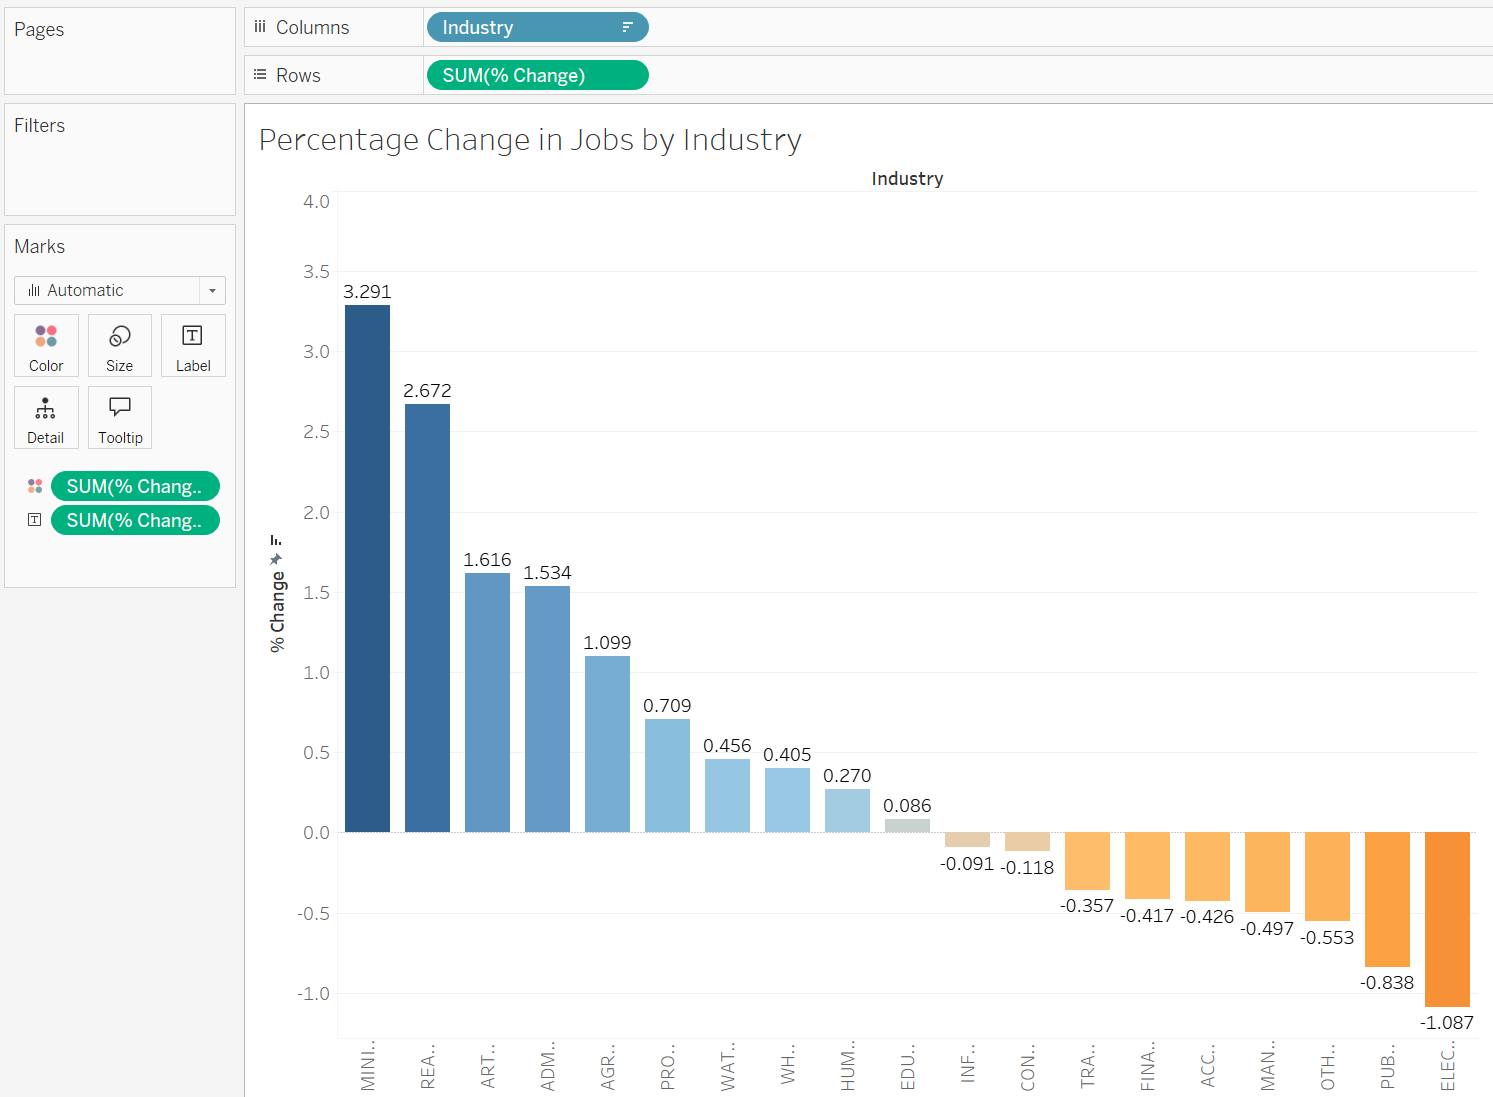 Pages
Columns
Industry
Rows
SUM(% Change)
Filters
Marks
Automatic
Color
Size
Label
Detail
Tooltip
SUM(% Chang..
SUM(% Chang..
Percentage Change in Jobs by Industry
Industry
% Change
4.0
3.5
3.0
2.5
2.0
1.5
1.0
0.5
0.0
-0.5
-1.0
3.291
2.672
1.616
1.534
1.099
0.709
0.456
0.405
0.270
0.086
-0.091
-0.118
-0.357
-0.417
-0.426
-0.497
-0.553
-0.838
-1.087
MINI..
REA..
ART..
ADM..
AGR..
PRO..
WAT..
WH..
HUM..
EDU..
INF..
CON..
TRA..
FINA..
ACC..
MAN..
OTH..
PUB..
ELEC..